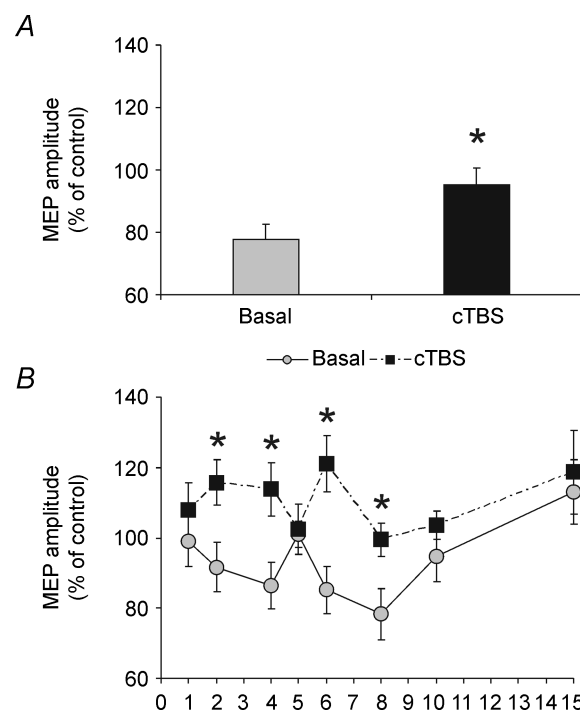 A
MEP amplitude
(% of control)
140
120
100
80
60
*
Basal cTBS
Basal cTBS
B
MEP amplitude
(% of control)
140
120
100
80
60
* * * *
0 1 2 3 4 5 6 7 8 9 10 11 12 13 14 15